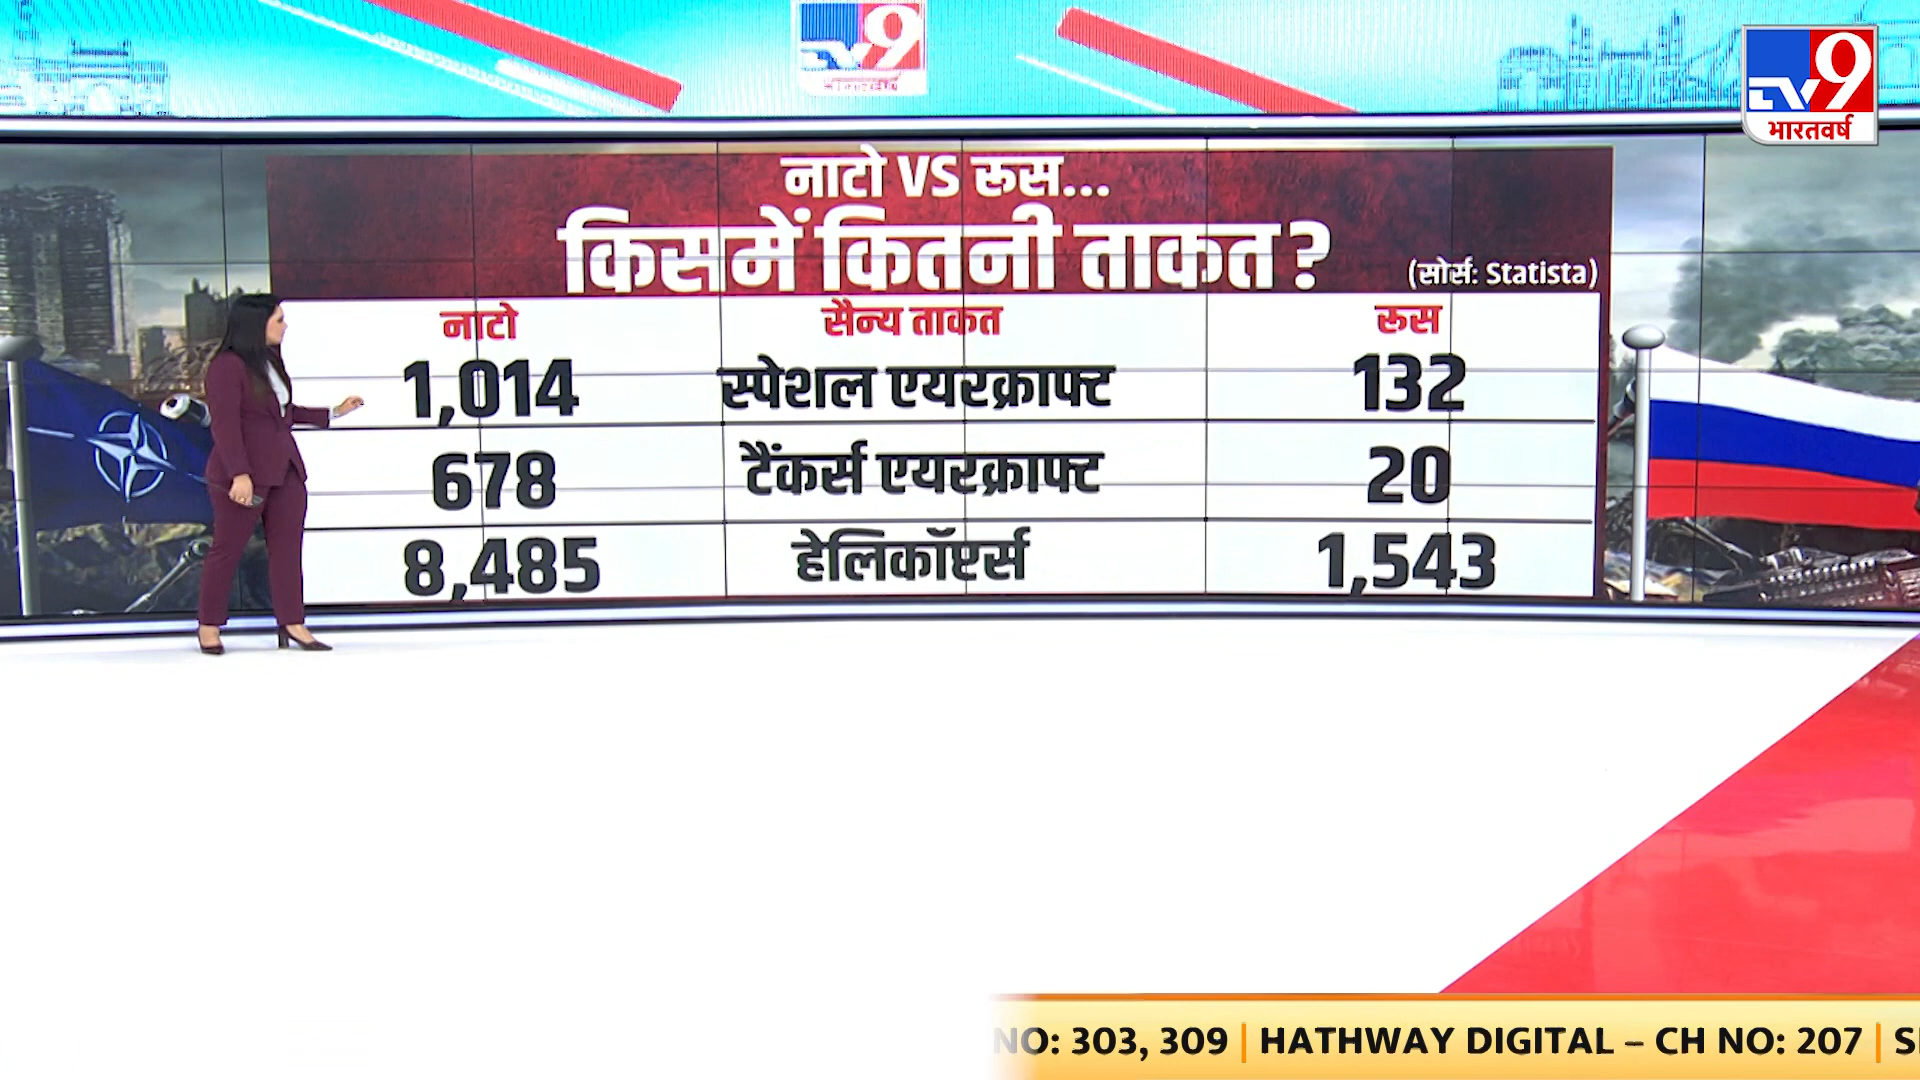 TV9
TV9
भारतवर्ष
नाटो VS रूस...
किसमें कितनी ताकत?
(सोर्स: Statista)
नाटो सैन्य ताकत रूस
1,014 स्पेशल एयरक्राफ्ट 132
678 टैंकर्स एयरक्राफ्ट 20
8,485 हेलिकॉप्टर्स 1,543
NO: 303, 309 | HATHWAY DIGITAL – CH NO: 207 |